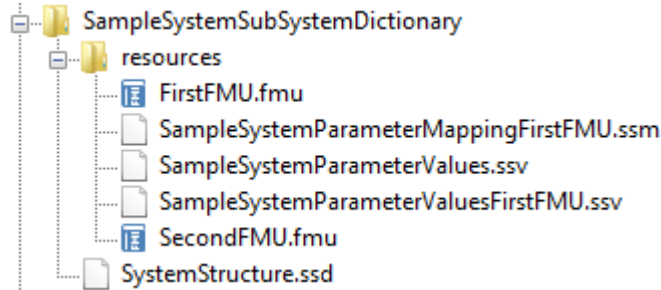 SampleSystemSubSystemDictionary
resources
FirstFMU.fmu
SampleSystemParameterMappingFirstFMU.ssm
SampleSystemParameterValues.ssv
SampleSystemParameterValuesFirstFMU.ssv
SecondFMU.fmu
SystemStructure.ssd